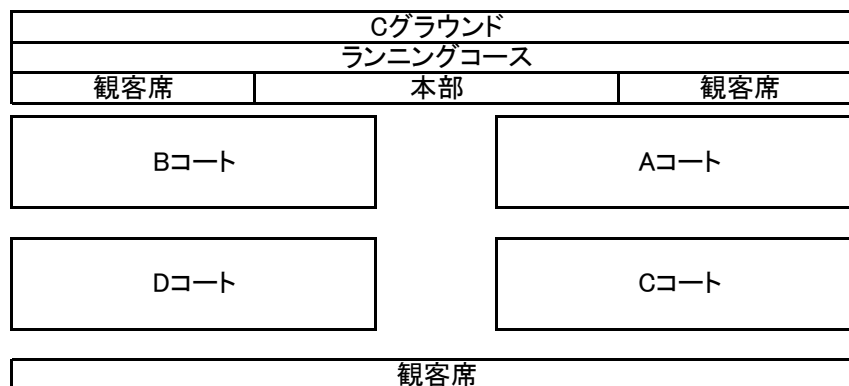 Cグラウンド
ランニングコース
観客席 本部 観客席
Bコート Aコート
Dコート Cコート
観客席